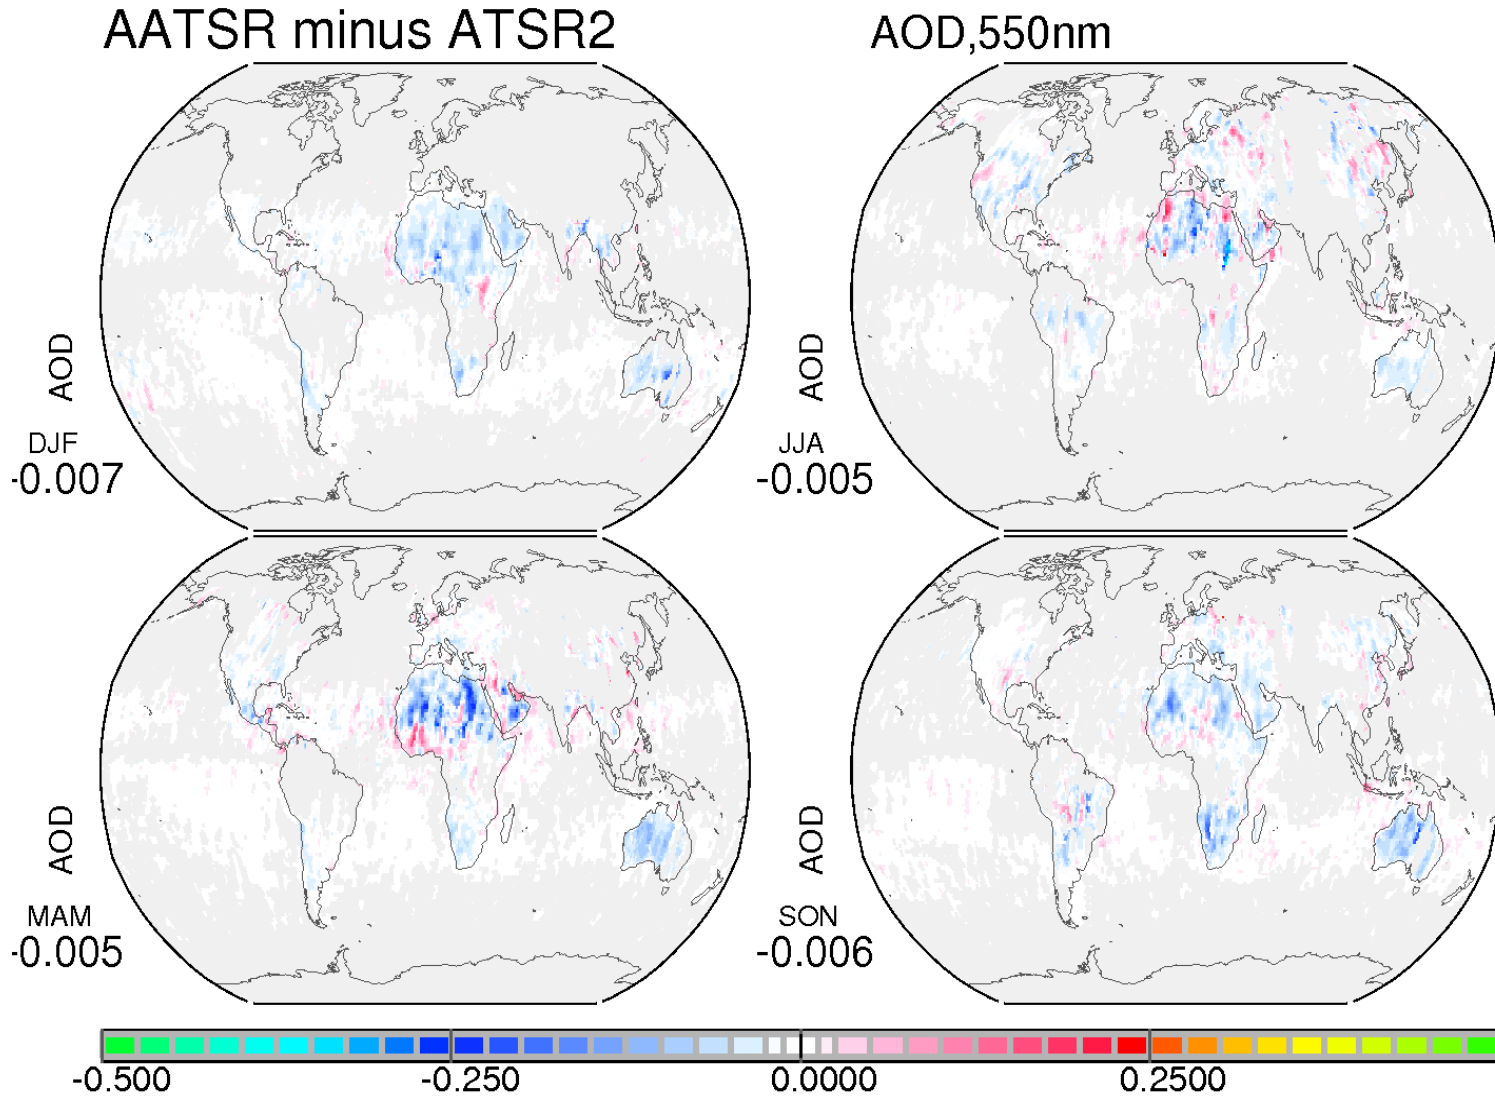 AATSR minus ATSR2
AOD,550nm
AOD
DJF
-0.007
AOD
JJA
-0.005
AOD
MAM
-0.005
AOD
SON
-0.006
-0.500
-0.250
0.0000
0.2500